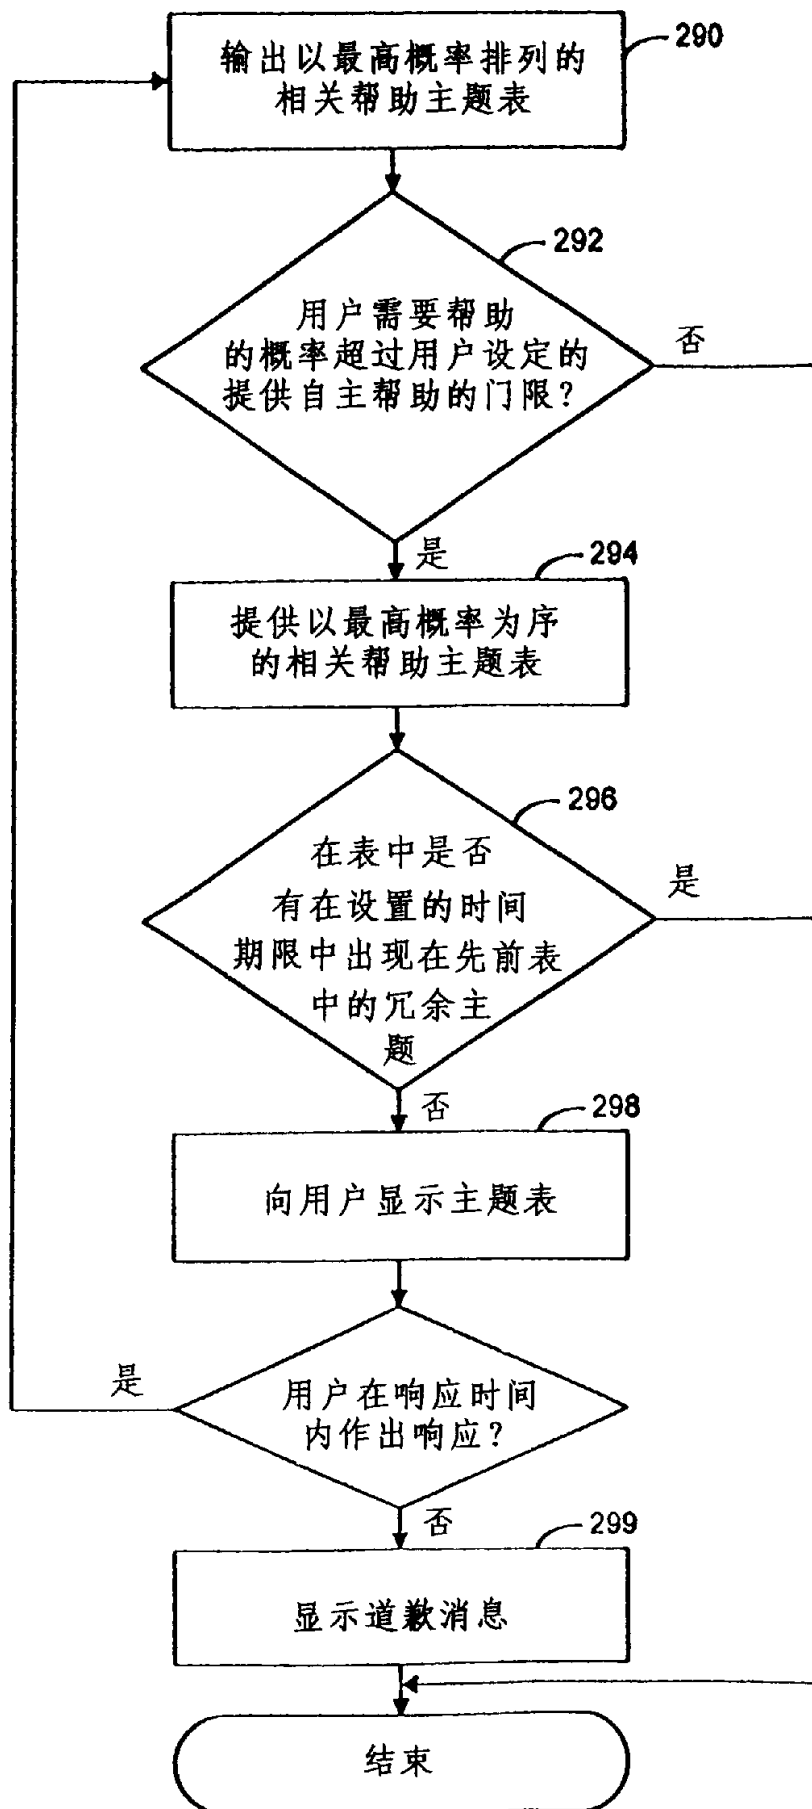 输出以最高概率排列的
相关帮助主题表
290
292
用户需要帮助
的概率超过用户设定的
提供自主帮助的门限？
否
是
294
提供以最高概率为序
的相关帮助主题表
296
在表中是否
有在设置的时间
期限中出现在先前表
中的冗余主
题
是
否
298
向用户显示主题表
是
用户在响应时间
内作出响应？
否
299
显示道歉消息
结束